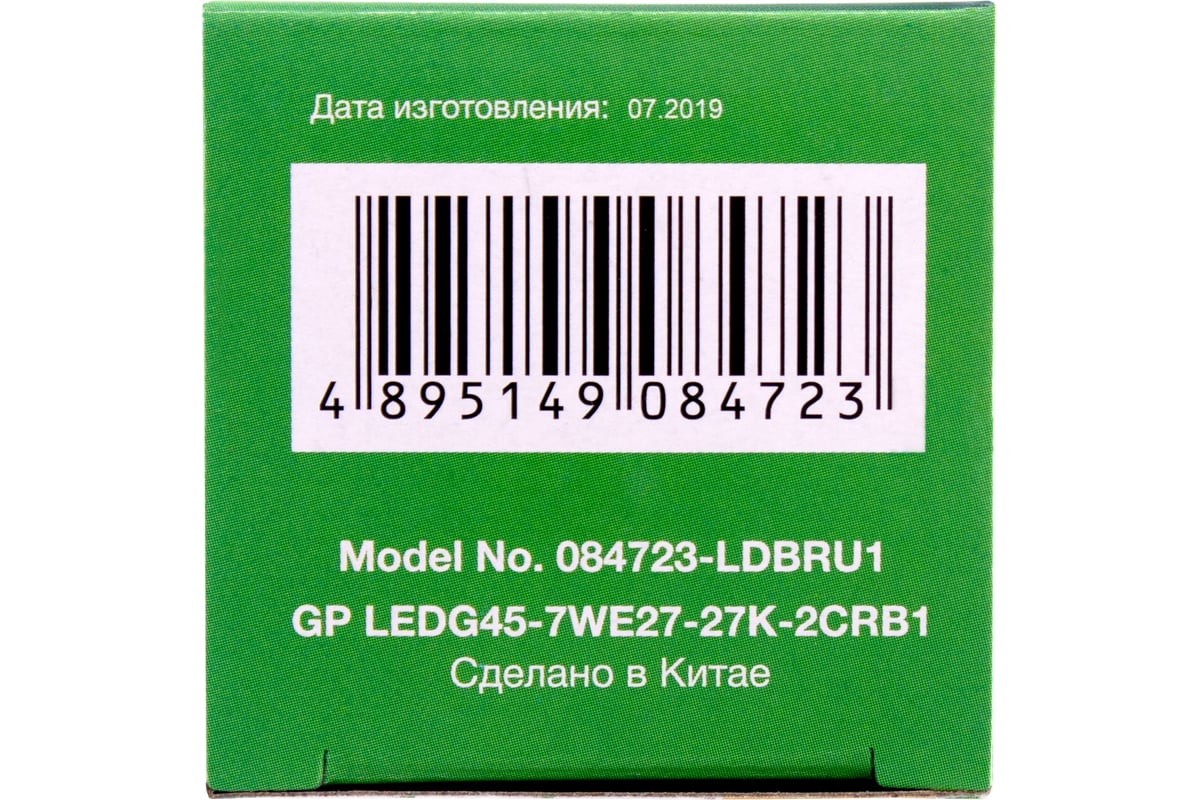 Дата изготовления: 07.2019
4 895149 084723
Model No. 084723-LDBRU1
GP LEDG45-7WE27-27K-2CRB1
Сделано в Китае